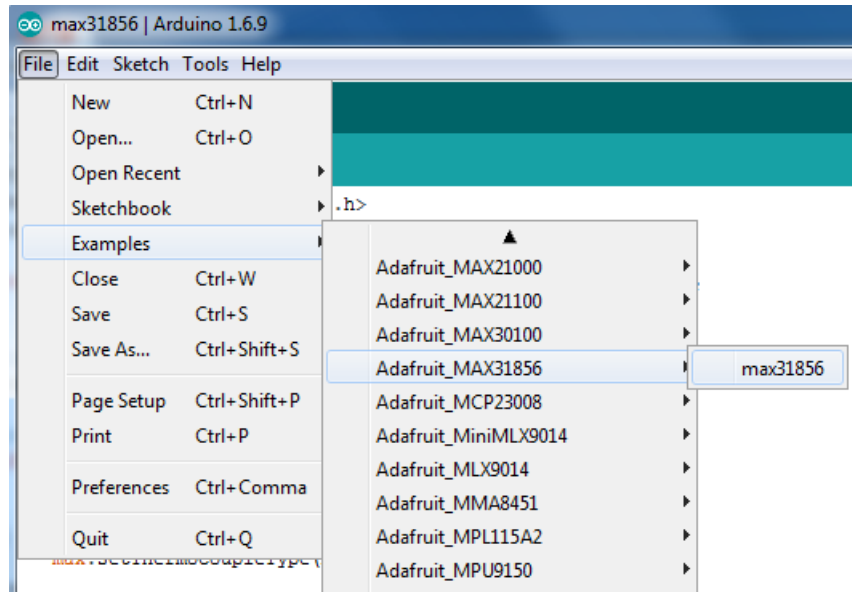 max31856 | Arduino 1.6.9
File Edit Sketch Tools Help
New Ctrl+N
Open... Ctrl+O
Open Recent
Sketchbook
.h>
Examples
Close Ctrl+W
Save Ctrl+S
Save As... Ctrl+Shift+S
Page Setup Ctrl+Shift+P
Print Ctrl+P
Preferences Ctrl+Comma
Quit Ctrl+Q
Adafruit_MAX21000
Adafruit_MAX21100
Adafruit_MAX30100
Adafruit_MAX31856
max31856
Adafruit_MCP23008
Adafruit_MiniMLX9014
Adafruit_MLX9014
Adafruit_MMA8451
Adafruit_MPL115A2
Adafruit_MPU9150
max.setThermocoupleType(